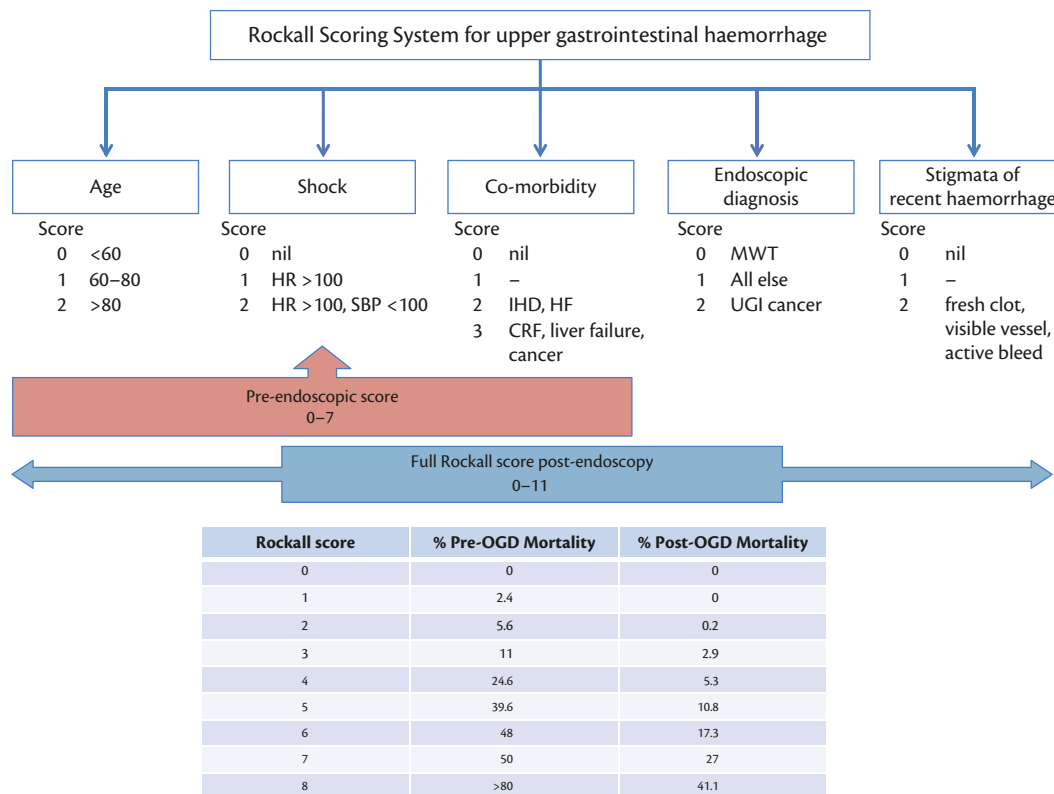 Rockall Scoring System for upper gastrointestinal haemorrhage
Age
Score
0 <60
1 60–80
2 >80
Shock
Score
0 nil
1 HR >100
2 HR >100, SBP <100
Co-morbidity
Score
0 nil
1 –
2 IHD, HF
3 CRF, liver failure,
cancer
Endoscopic
diagnosis
Score
0 MWT
1 All else
2 UGI cancer
Stigmata of
recent haemorrhage
Score
0 nil
1 –
2 fresh clot,
visible vessel,
active bleed
Pre-endoscopic score
0–7
Full Rockall score post-endoscopy
0–11
Rockall score % Pre-OGD Mortality % Post-OGD Mortality
0 0 0
1 2.4 0
2 5.6 0.2
3 11 2.9
4 24.6 5.3
5 39.6 10.8
6 48 17.3
7 50 27
8 >80 41.1